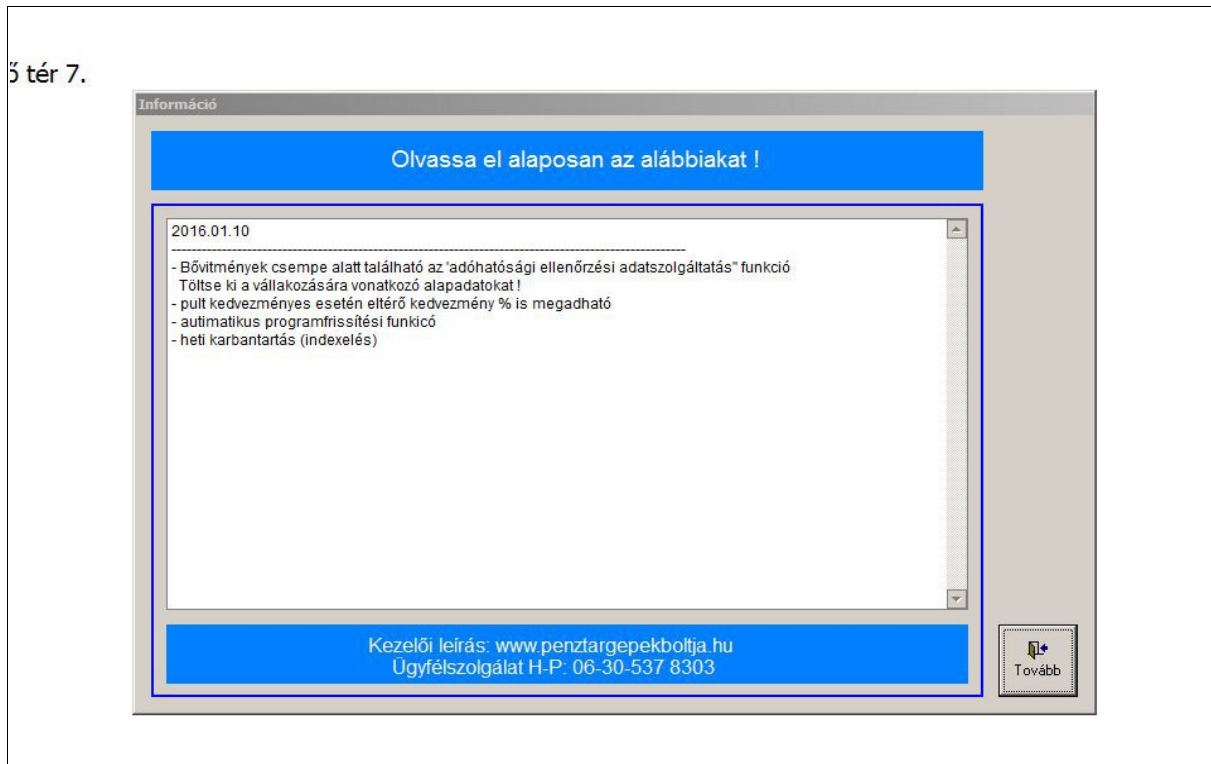 ő tér 7.
Információ
Olvassa el alaposan az alábbiakat !
2016.01.10
--------------------------------------------------------------------------------------------------------
- Bővitmények csempe alatt található az 'adóhatósági ellenőrzési adatszolgáltatás" funkció
Töltse ki a vállakozására vonatkozó alapadatokat !
- pult kedvezményes esetén eltérő kedvezmény % is megadható
- autimatikus programfrissítési funkicó
- heti karbantartás (indexelés)
Kezelői leírás: www.penztargepekboltja.hu
Ügyfélszolgálat H-P: 06-30-537 8303
Tovább